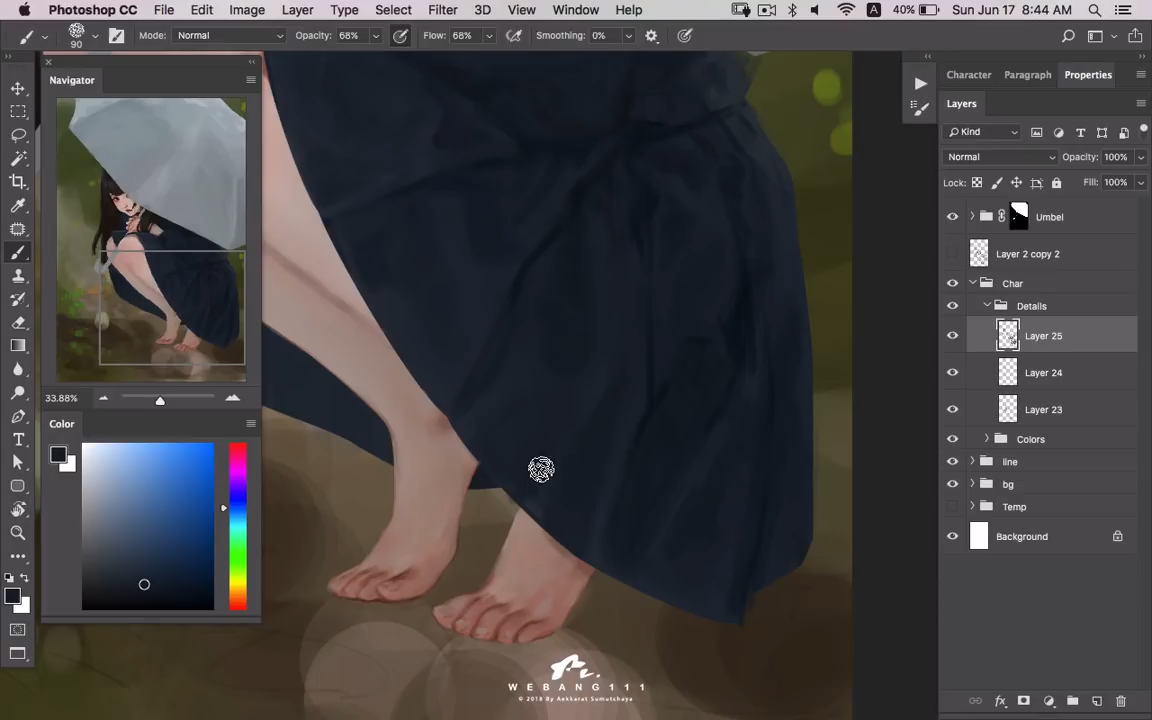 Photoshop CC File Edit Image Layer Type Select Filter 3D View Window Help A 40% Sun Jun 17 8:44 AM
90 Mode: Normal Opacity: 68% Flow: 68% Smoothing: 0%
Navigator
33.88%
Color
Character Paragraph Properties
Layers
Kind
Normal Opacity: 100%
Lock: Fill: 100%
Umbel
Layer 2 copy 2
Char
Details
Layer 25
Layer 24
Layer 23
Colors
line
bg
Temp
Background
WEBANG111
© 2018 By Aekkarat Sumutchaya